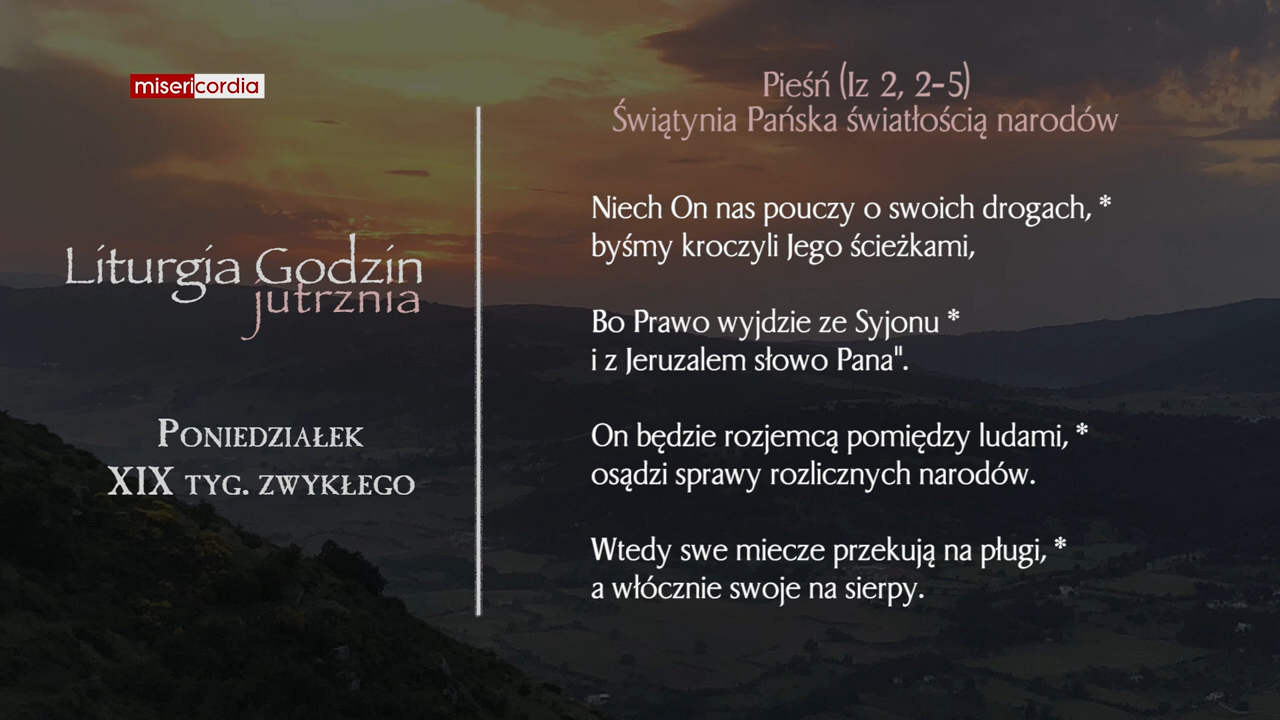 misericordia
Liturgia Godzin
jutrznia
Poniedziałek
XIX tyg. zwykłego
Pieśń (Iz 2, 2-5)
Świątynia Pańska światłością narodów
Niech On nas pouczy o swoich drogach, *
byśmy kroczyli Jego ścieżkami,
Bo Prawo wyjdzie ze Syjonu *
i z Jeruzalem słowo Pana".
On będzie rozjemcą pomiędzy ludami, *
osądzi sprawy rozlicznych narodów.
Wtedy swe miecze przekują na pługi, *
a włócznie swoje na sierpy.